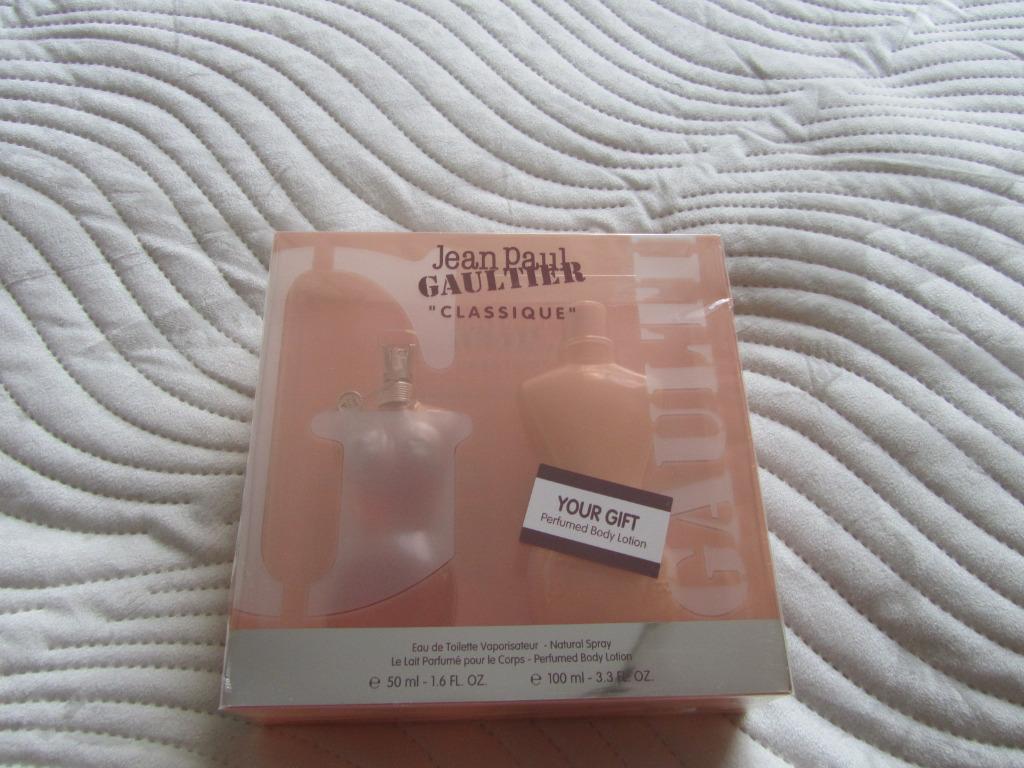 Jean Paul
GAULTIER
"CLASSIQUE"
GAULTI
YOUR GIFT
Perfumed Body Lotion
Eau de Toilette Vaporisateur - Natural Spray
Le Lait Parfumé pour le Corps - Perfumed Body Lotion
℮ 50 ml - 1.6 FL. OZ. ℮ 100 ml - 3.3 FL. OZ.